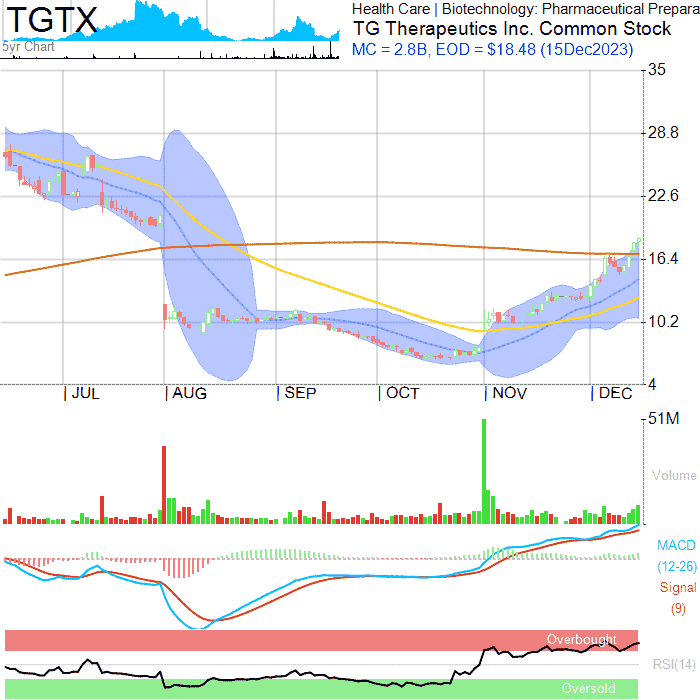 TGTX
5yr Chart
Health Care | Biotechnology: Pharmaceutical Prepara
TG Therapeutics Inc. Common Stock
MC = 2.8B, EOD = $18.48 (15Dec2023)
35
28.8
22.6
16.4
10.2
4
JUL AUG SEP OCT NOV DEC
51M
Volume
MACD
(12-26)
Signal
(9)
Overbought
RSI(14)
Oversold